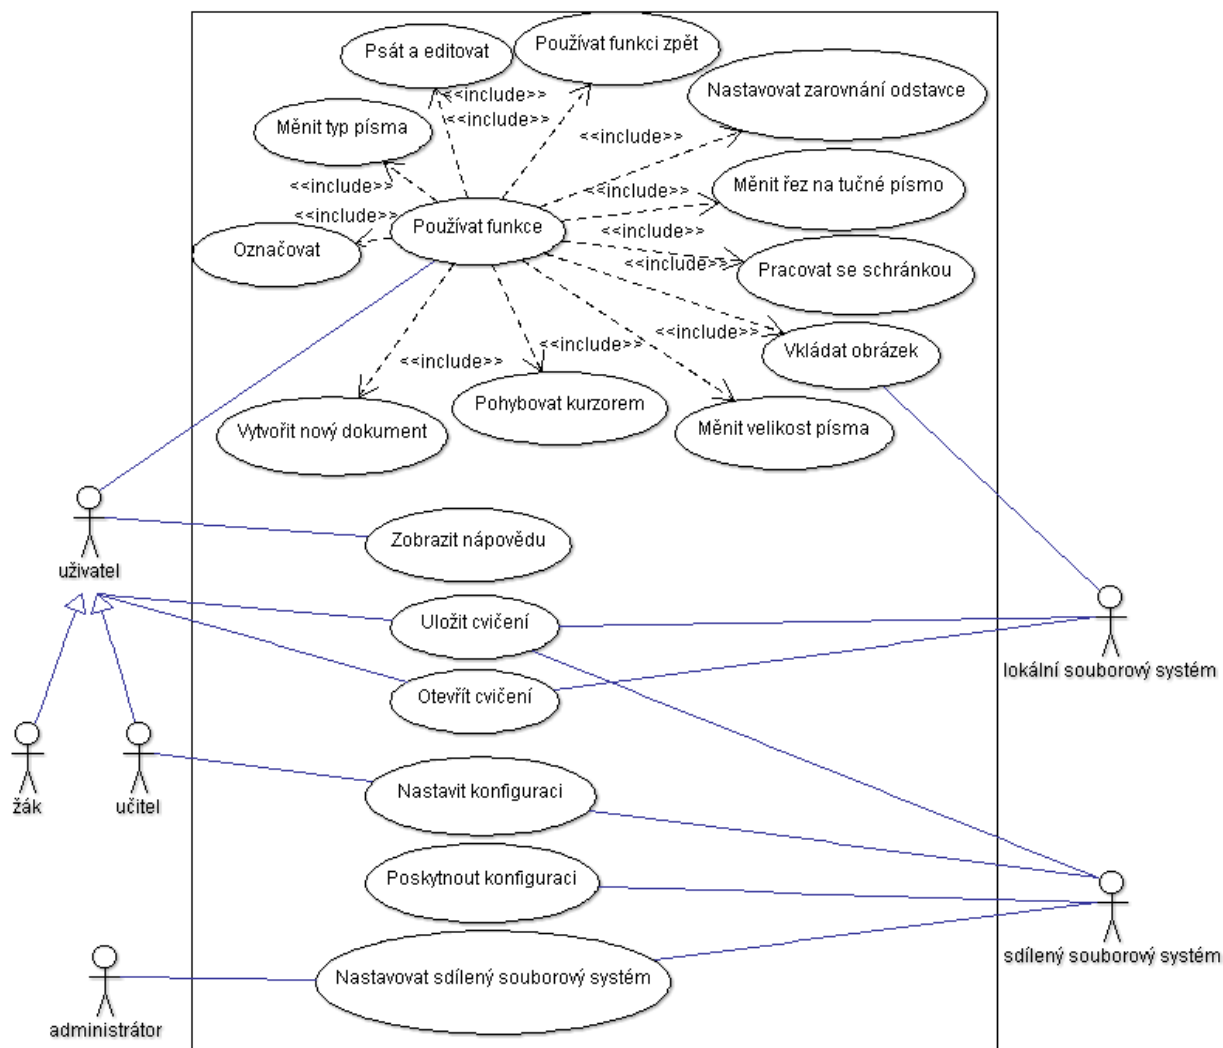 Používat funkci zpět
Psát a editovat
Nastavovat zarovnání odstavce
<<include>>
<<include>>
Měnit typ písma
<<include>>
Měnit řez na tučné písmo
<<include>>
<<include>>
<<include>>
Používat funkce
<<include>>
Označovat
<<include>>
Pracovat se schránkou
<<include>>
<<include>>
Vkládat obrázek
<<include>>
<<include>>
Pohybovat kurzorem
Vytvořit nový dokument
Měnit velikost písma
Zobrazit nápovědu
uživatel
Uložit cvičení
lokální souborový systém
Otevřít cvičení
Nastavit konfiguraci
žák
učitel
Poskytnout konfiguraci
sdílený souborový systém
Nastavovat sdílený souborový systém
administrátor